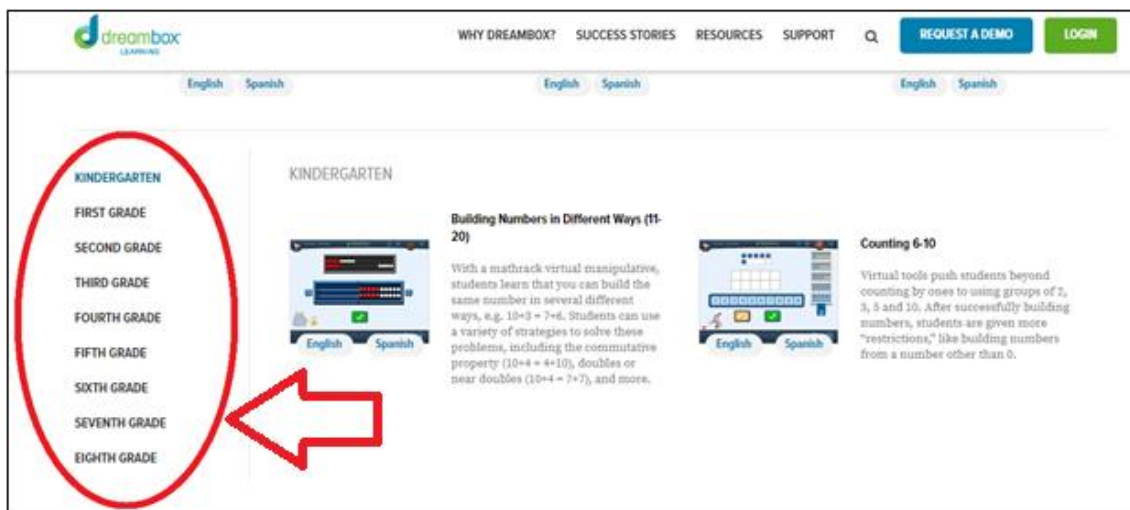 dreambox
LEARNING
WHY DREAMBOX? SUCCESS STORIES RESOURCES SUPPORT REQUEST A DEMO LOGIN
English Spanish English Spanish English Spanish
KINDERGARTEN
FIRST GRADE
SECOND GRADE
THIRD GRADE
FOURTH GRADE
FIFTH GRADE
SIXTH GRADE
SEVENTH GRADE
EIGHTH GRADE
KINDERGARTEN
Building Numbers in Different Ways (11-
20)
With a mathrack virtual manipulative,
students learn that you can build the
same number in several different
ways, e.g. 10+3 = 7+6. Students can use
a variety of strategies to solve these
problems, including the commutative
property (10+4 = 4+10), doubles or
near doubles (10+4 = 7+7), and more.
English Spanish
Counting 6-10
Virtual tools push students beyond
counting by ones to using groups of 2,
3, 5 and 10. After successfully building
numbers, students are given more
"restrictions," like building numbers
from a number other than 0.
English Spanish